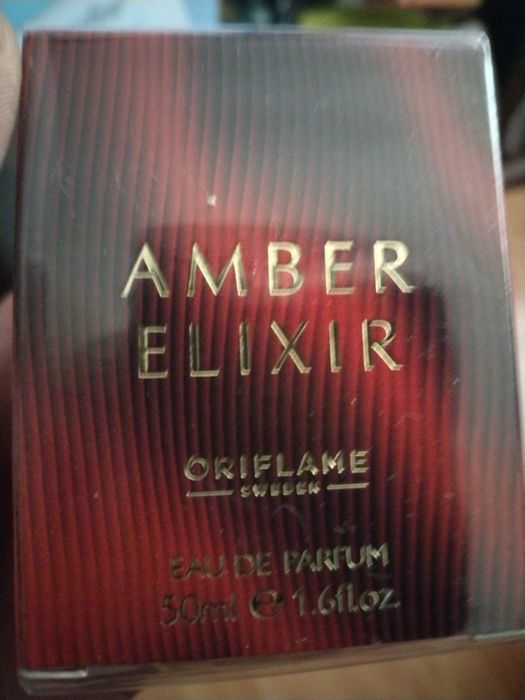 AMBER
ELIXIR
ORIFLAME
SWEDEN
EAU DE PARFUM
50ml ℮ 1.6fl.oz.